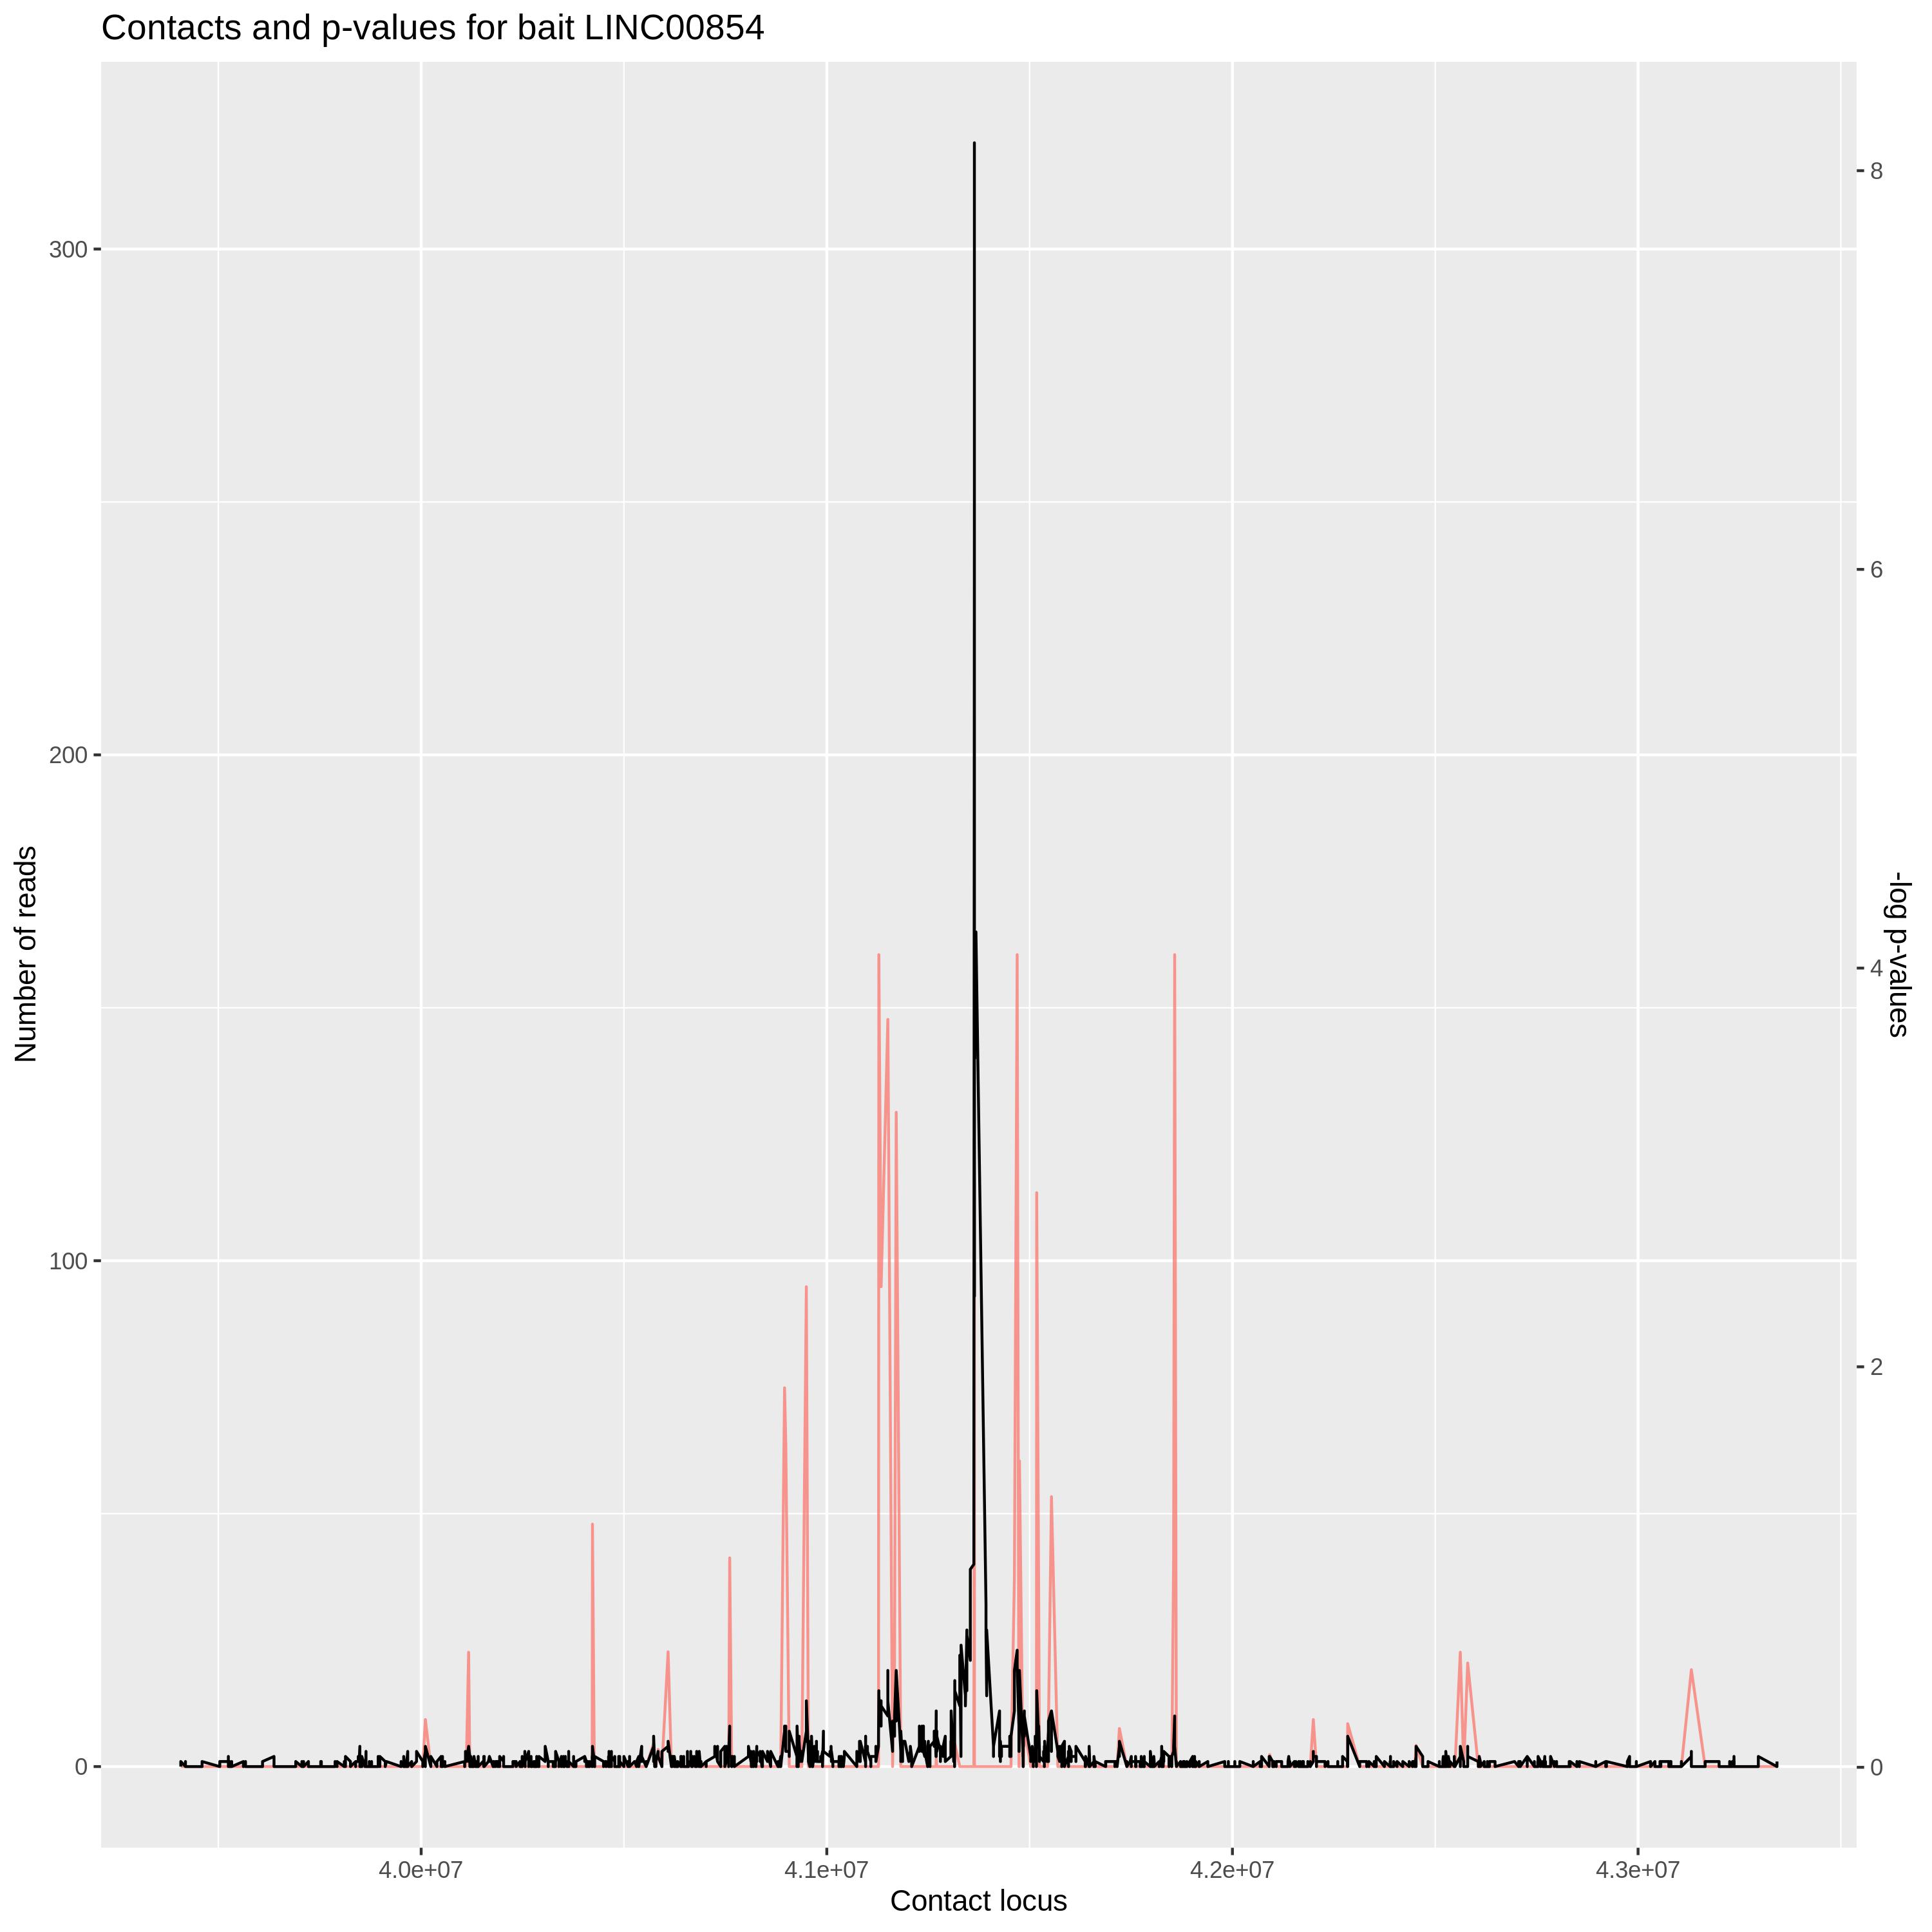 Contacts and p-values for bait LINC00854
Number of reads
300
200
100
0
8
6
4
2
0
-log p-values
4.0e+07
4.1e+07
4.2e+07
4.3e+07
Contact locus